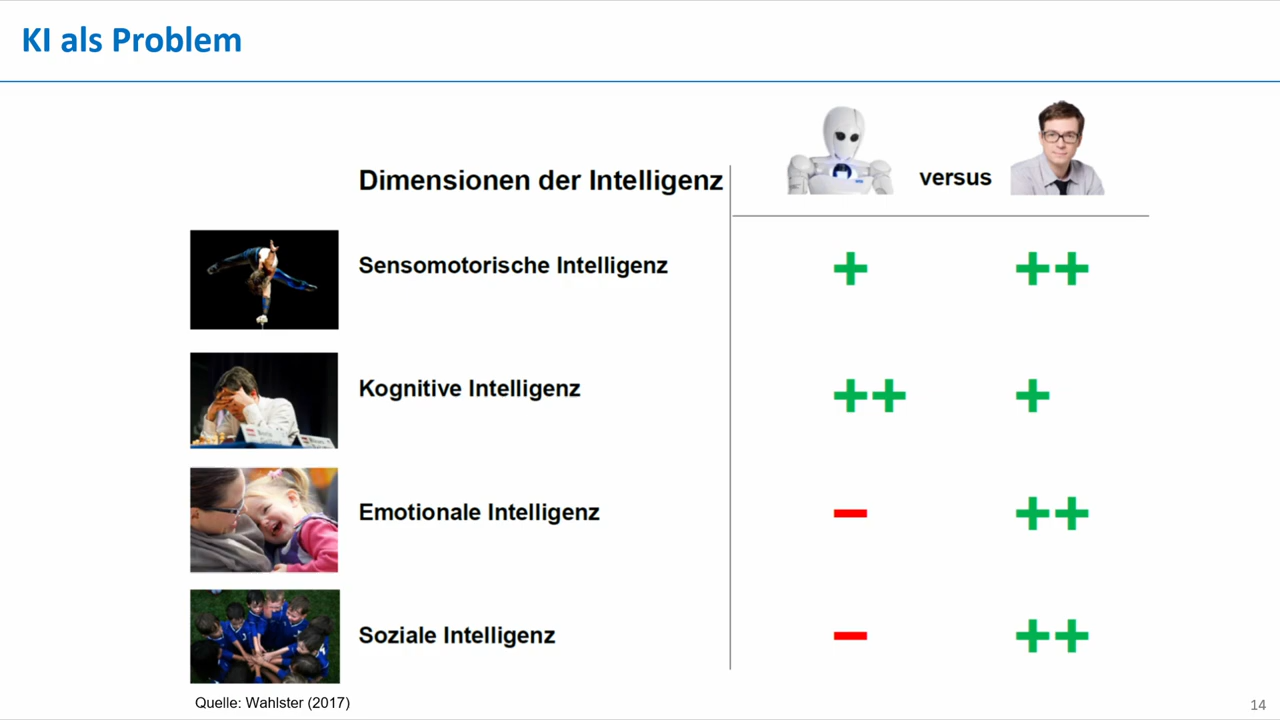 KI als Problem
Dimensionen der Intelligenz
versus
Sensomotorische Intelligenz
+
++
Kognitive Intelligenz
++
+
Emotionale Intelligenz
–
++
Soziale Intelligenz
–
++
Quelle: Wahlster (2017)
14